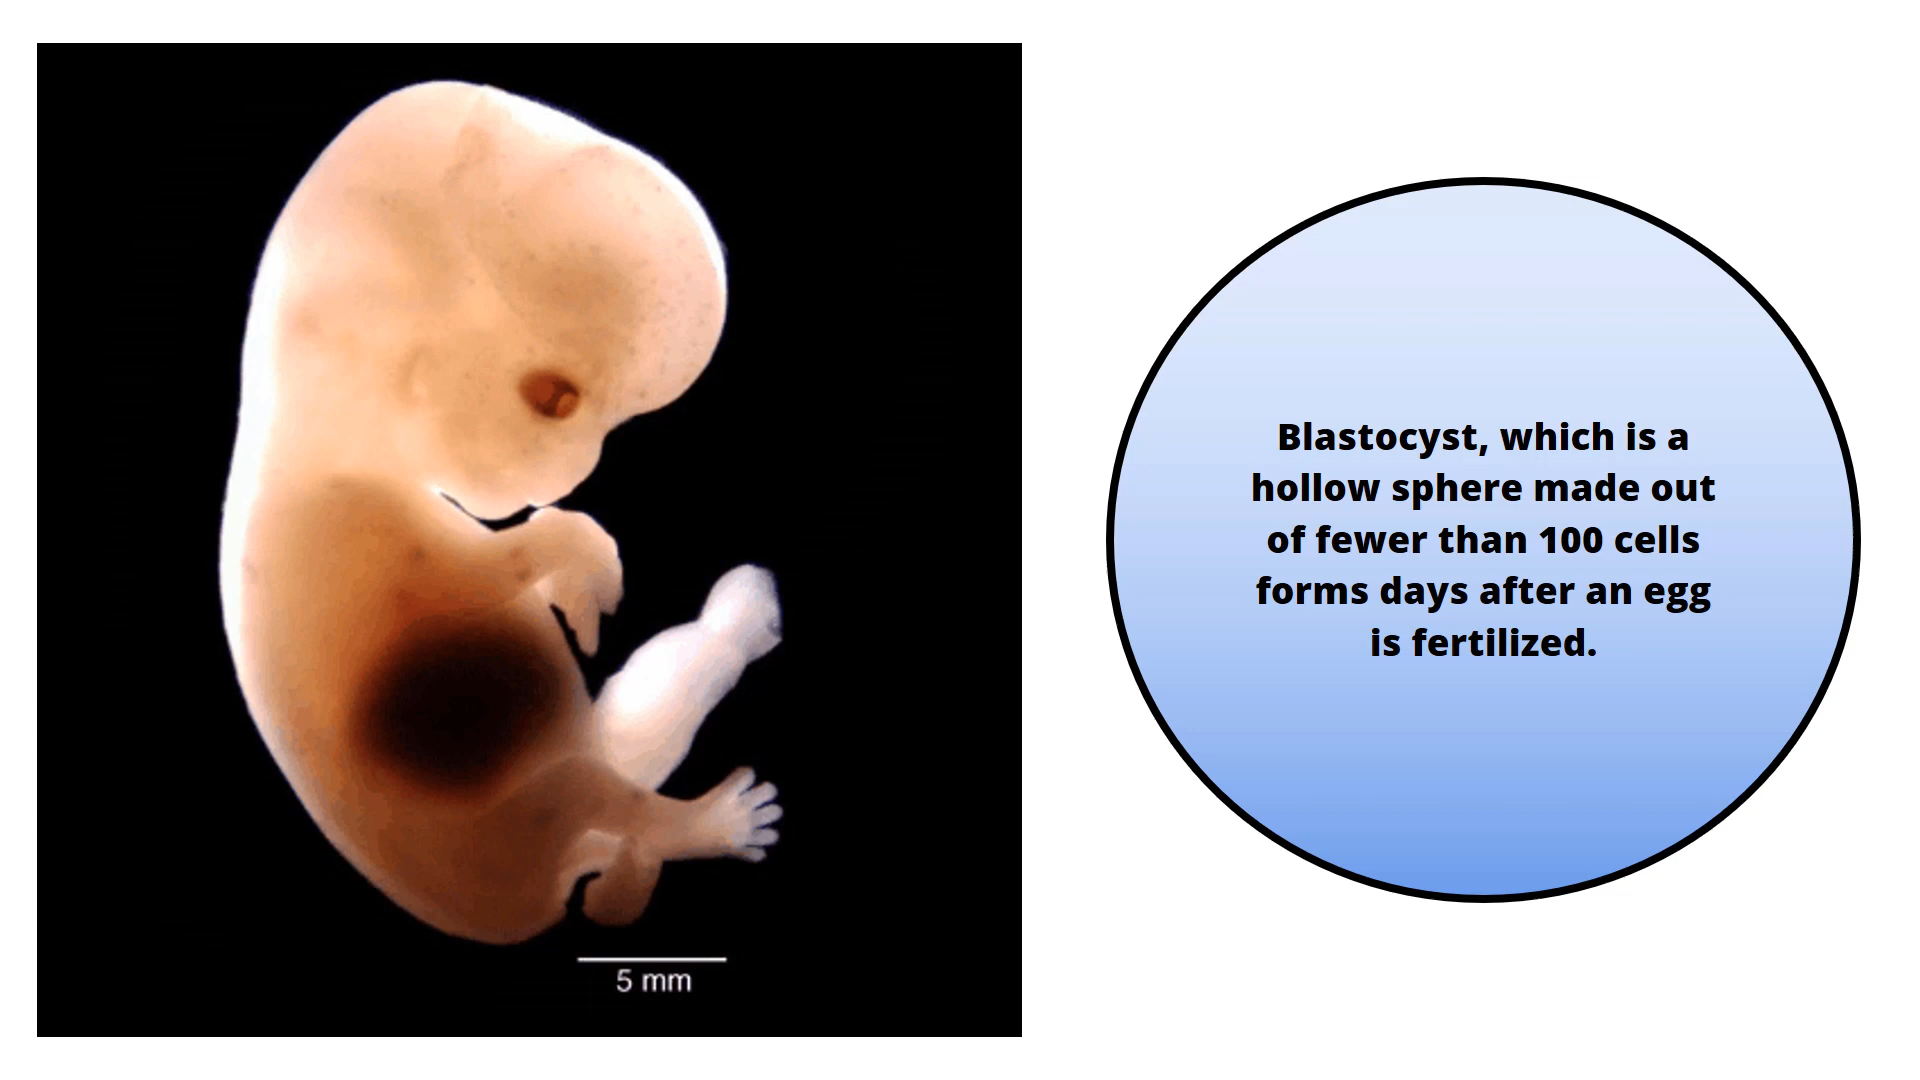 5 mm
Blastocyst, which is a
hollow sphere made out
of fewer than 100 cells
forms days after an egg
is fertilized.